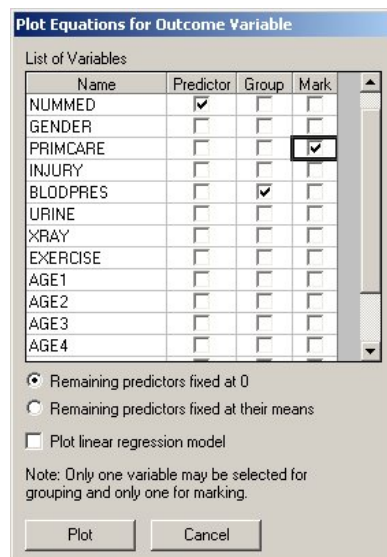 Plot Equations for Outcome Variable
List of Variables
Name Predictor Group Mark
NUMMED
GENDER
PRIMCARE
INJURY
BLODPRES
URINE
XRAY
EXERCISE
AGE1
AGE2
AGE3
AGE4
Remaining predictors fixed at 0
Remaining predictors fixed at their means
Plot linear regression model
Note: Only one variable may be selected for
grouping and only one for marking.
Plot Cancel